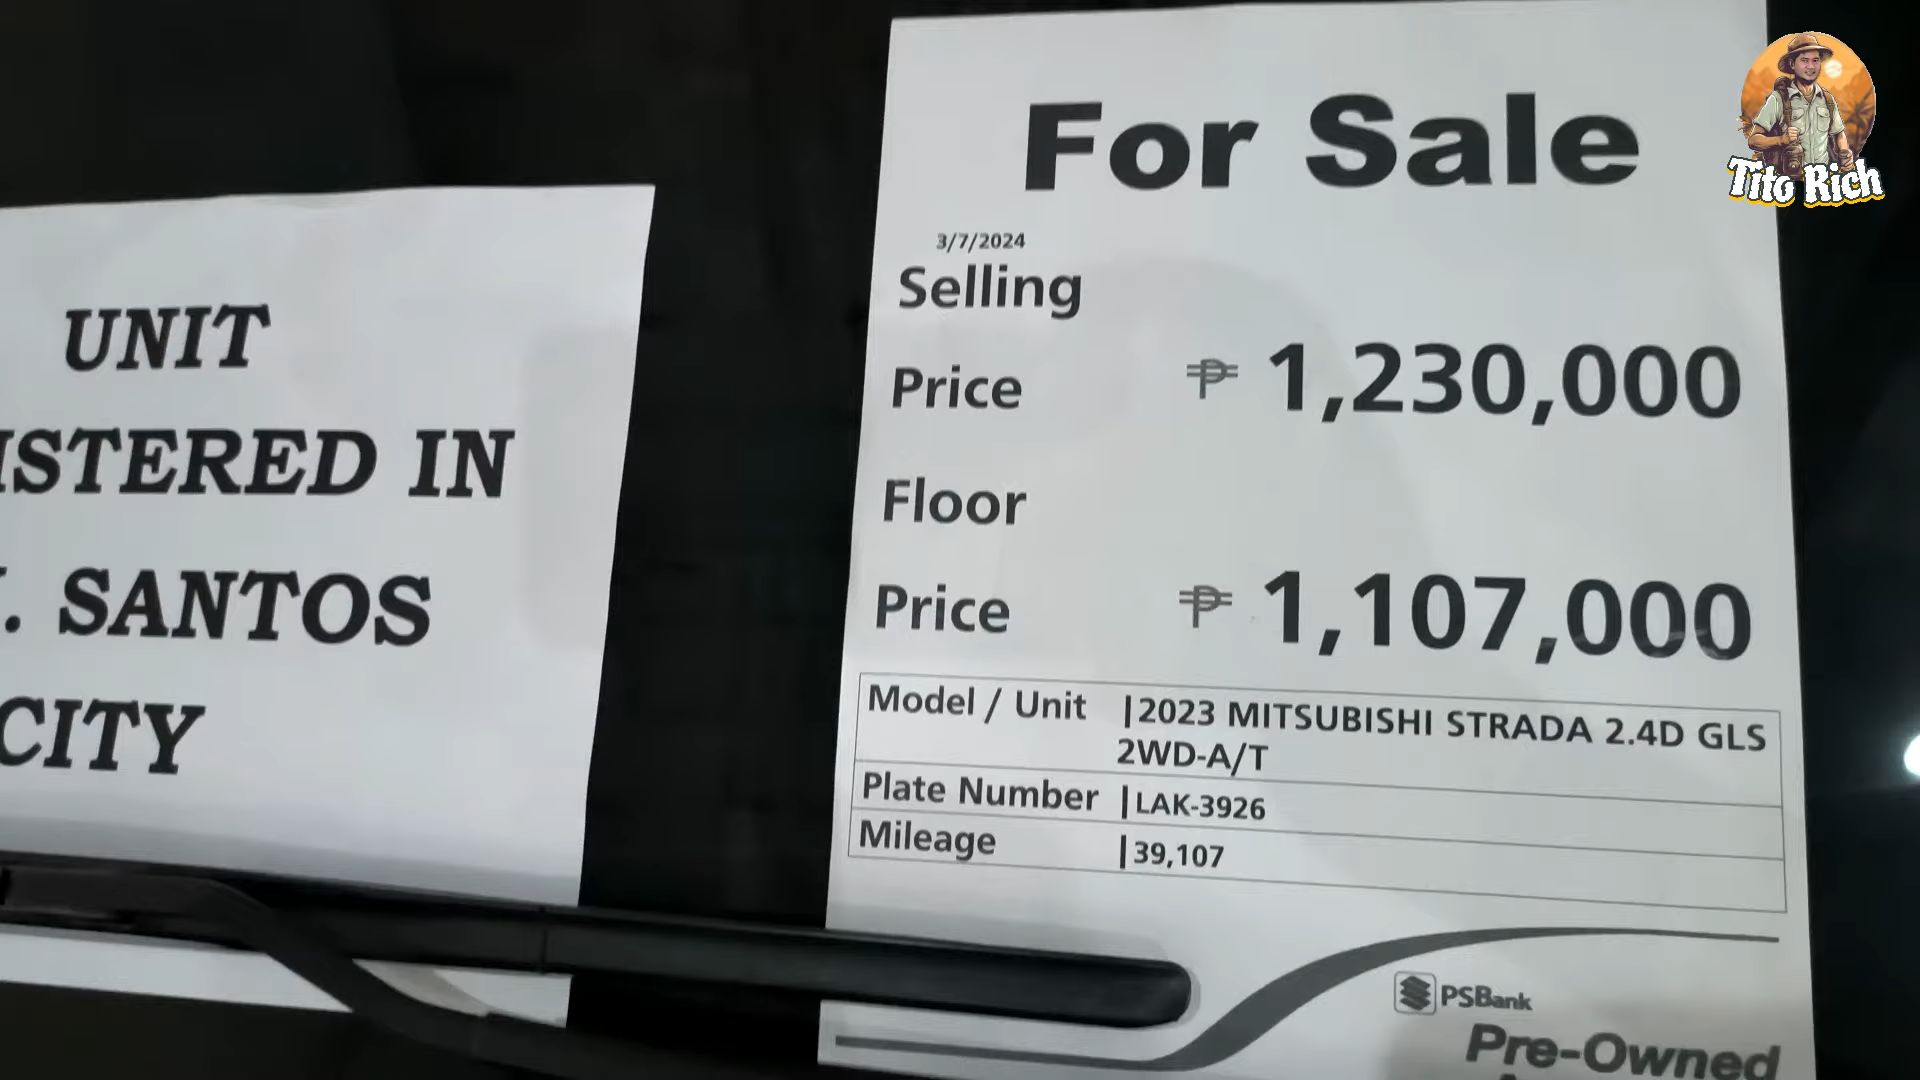 UNIT
ISTERED IN
. SANTOS
CITY
For Sale
3/7/2024
Selling
Price ₱ 1,230,000
Floor
Price ₱ 1,107,000
Model / Unit |2023 MITSUBISHI STRADA 2.4D GLS
2WD-A/T
Plate Number |LAK-3926
Mileage |39,107
PSBank
Pre-Owned
Tito Rich